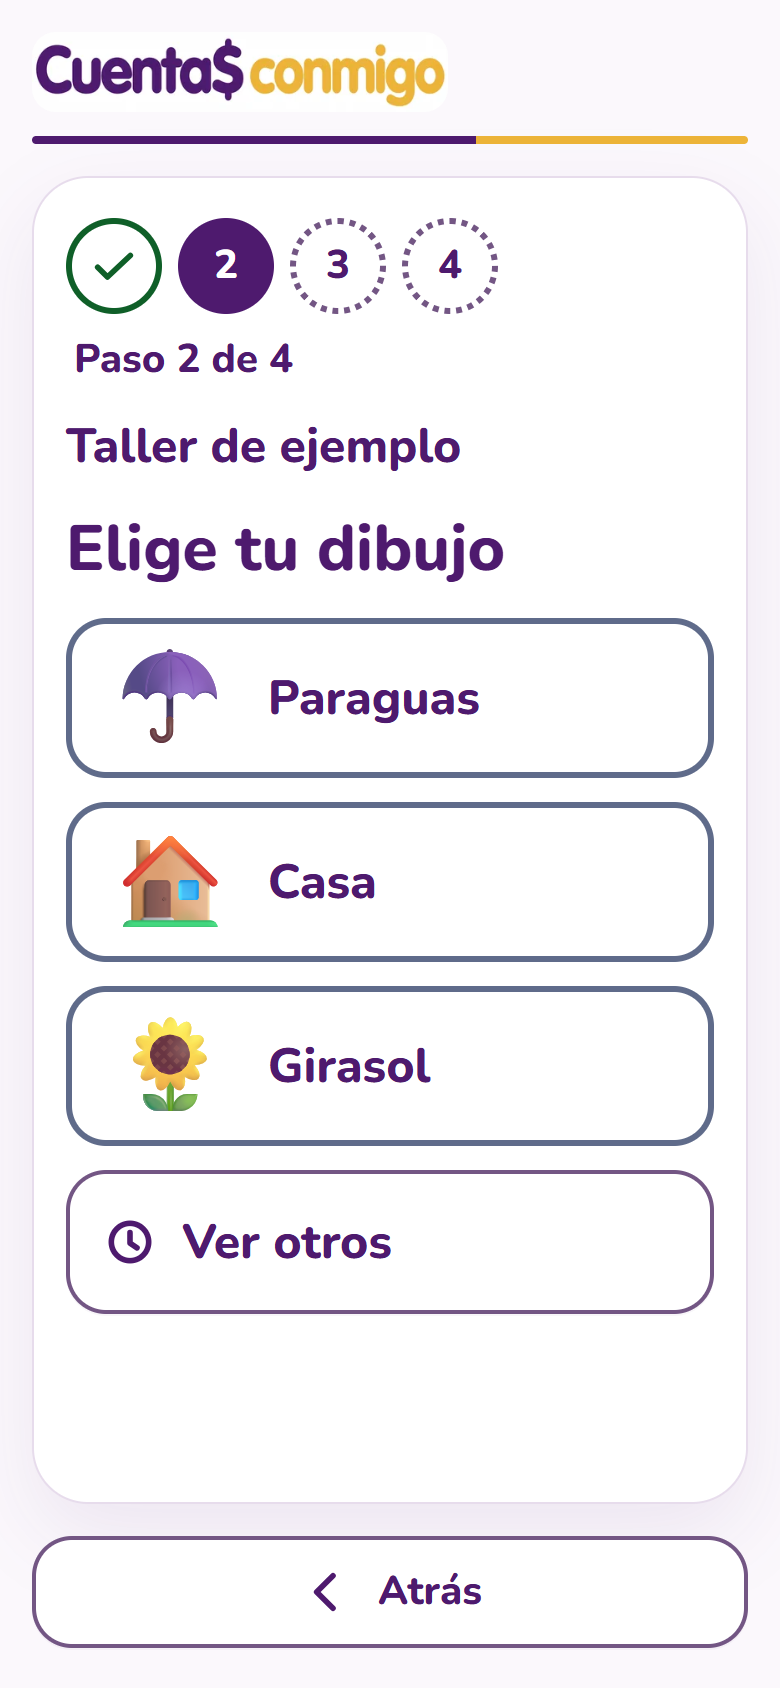 Cuenta$ conmigo
2
3
4
Paso 2 de 4
Taller de ejemplo
Elige tu dibujo
Paraguas
Casa
Girasol
Ver otros
Atrás